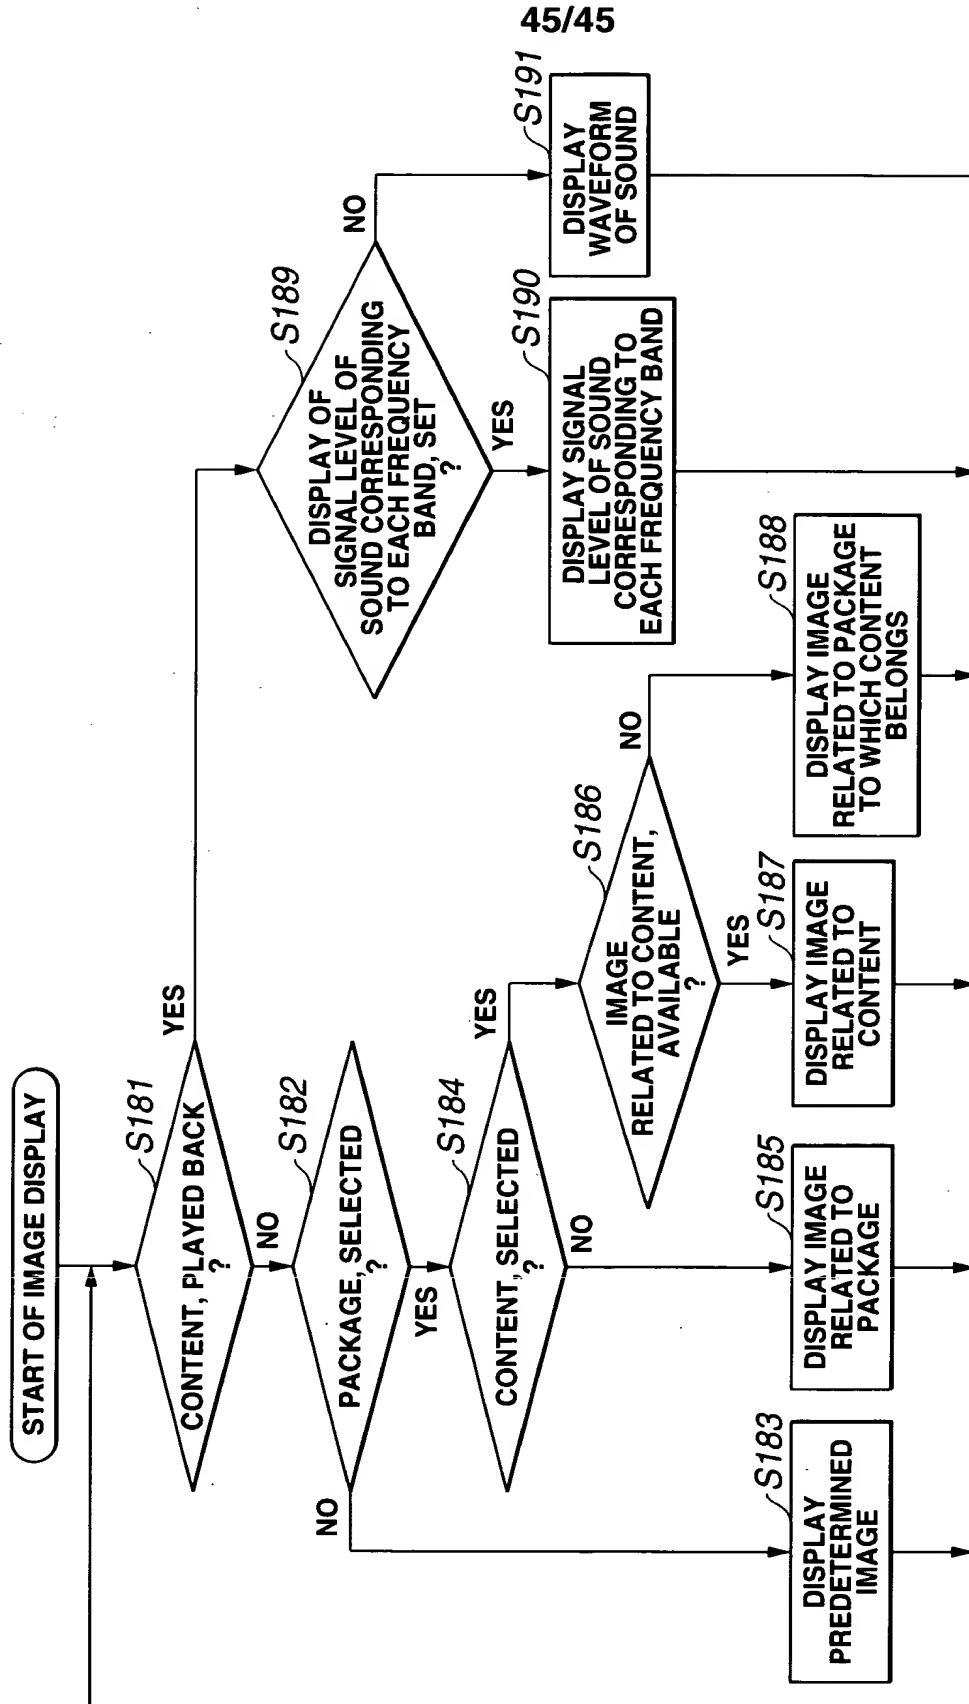 45/45
START OF IMAGE DISPLAY
S181
CONTENT, PLAYED BACK
?
YES
NO
S182
PACKAGE, SELECTED
?
NO
YES
S184
CONTENT, SELECTED
?
YES
NO
S186
IMAGE
RELATED TO CONTENT,
AVAILABLE
?
NO
YES
S189
DISPLAY OF
SIGNAL LEVEL OF
SOUND CORRESPONDING
TO EACH FREQUENCY
BAND, SET
?
NO
YES
S183
DISPLAY
PREDETERMINED
IMAGE
S185
DISPLAY IMAGE
RELATED TO
PACKAGE
S187
DISPLAY IMAGE
RELATED TO
CONTENT
S188
DISPLAY IMAGE
RELATED TO PACKAGE
TO WHICH CONTENT
BELONGS
S190
DISPLAY SIGNAL
LEVEL OF SOUND
CORRESPONDING TO
EACH FREQUENCY BAND
S191
DISPLAY
WAVEFORM
OF SOUND